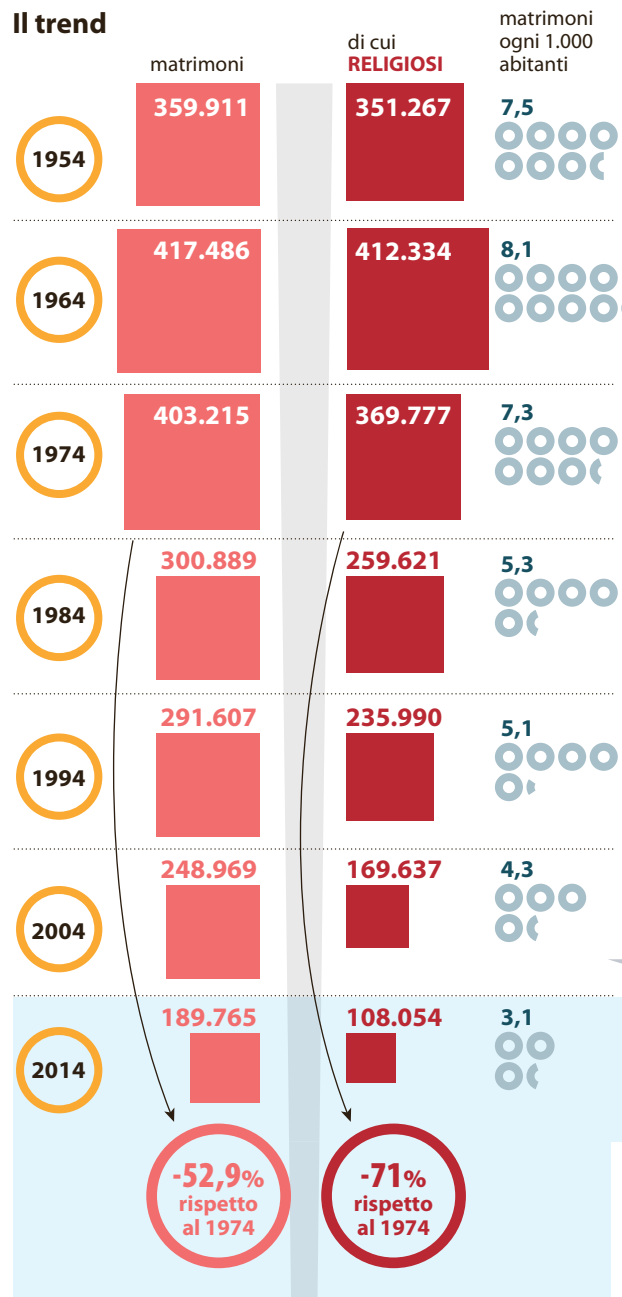 Il trend
matrimoni
di cui
RELIGIOSI
matrimoni
ogni 1.000
abitanti
1954
359.911
351.267
7,5
1964
417.486
412.334
8,1
1974
403.215
369.777
7,3
1984
300.889
259.621
5,3
1994
291.607
235.990
5,1
2004
248.969
169.637
4,3
2014
189.765
108.054
3,1
-52,9%
rispetto
al 1974
-71%
rispetto
al 1974